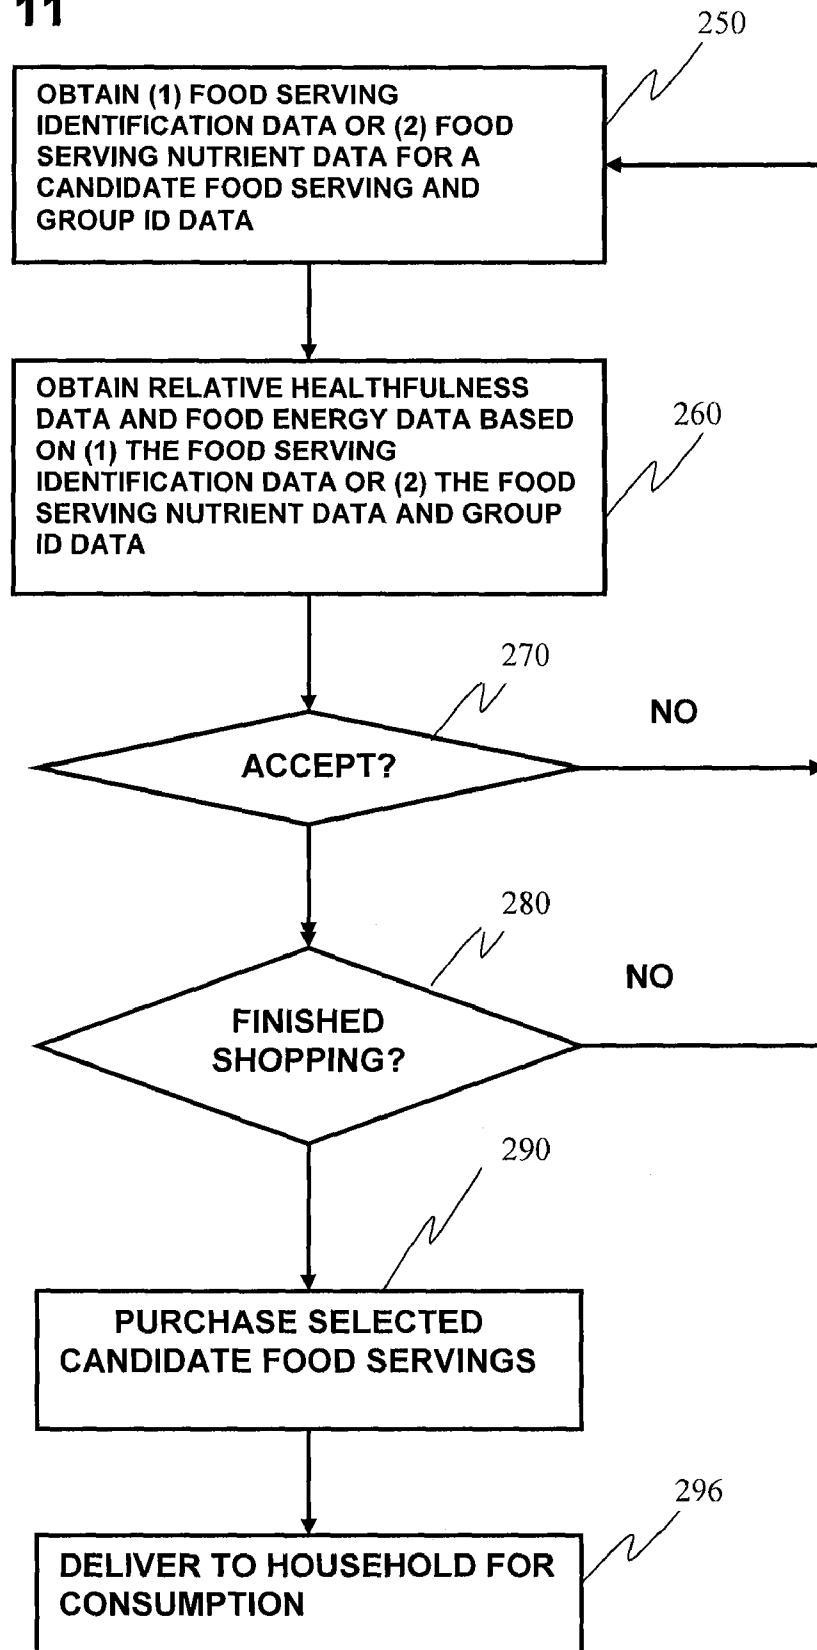 11
250
OBTAIN (1) FOOD SERVING
IDENTIFICATION DATA OR (2) FOOD
SERVING NUTRIENT DATA FOR A
CANDIDATE FOOD SERVING AND
GROUP ID DATA
OBTAIN RELATIVE HEALTHFULNESS
DATA AND FOOD ENERGY DATA BASED
ON (1) THE FOOD SERVING
IDENTIFICATION DATA OR (2) THE FOOD
SERVING NUTRIENT DATA AND GROUP
ID DATA
260
270
NO
ACCEPT?
280
NO
FINISHED
SHOPPING?
290
PURCHASE SELECTED
CANDIDATE FOOD SERVINGS
296
DELIVER TO HOUSEHOLD FOR
CONSUMPTION